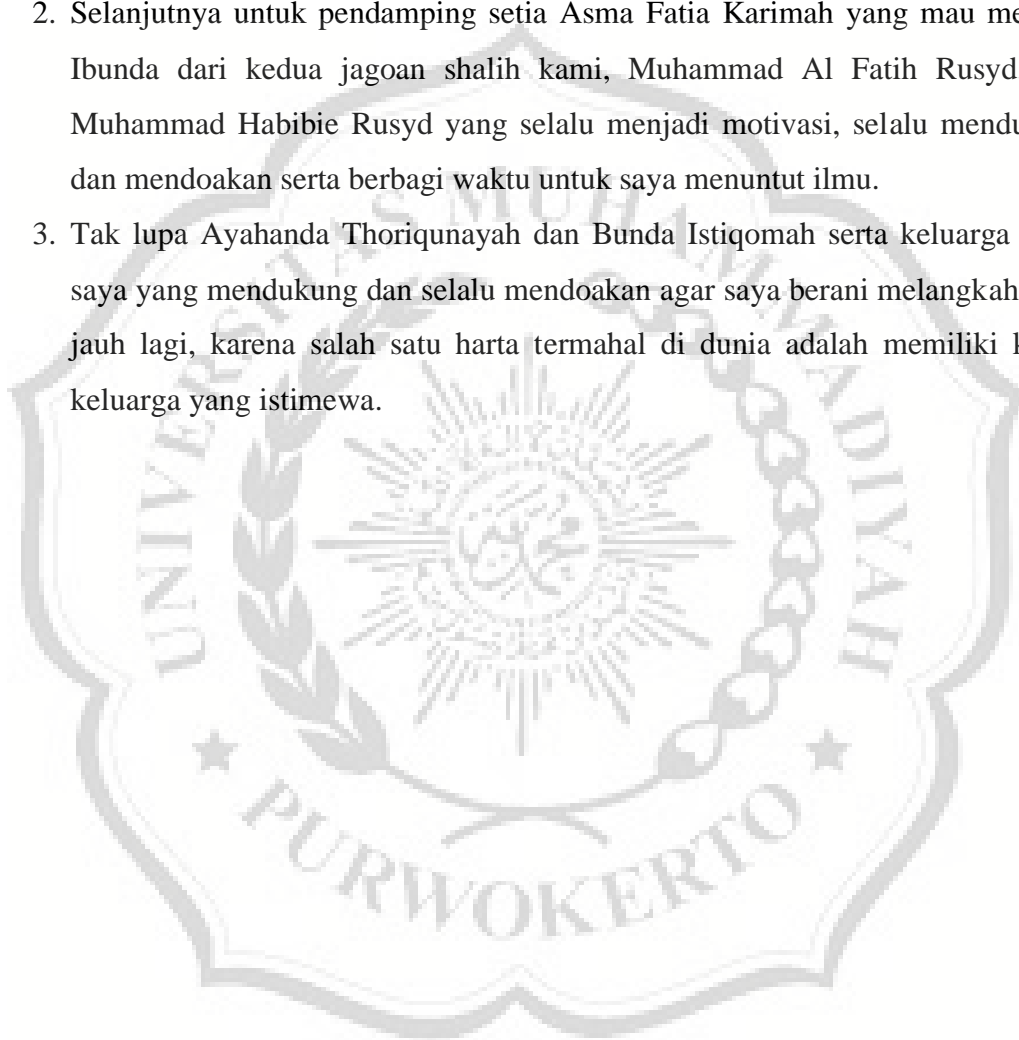 2. Selanjutnya untuk pendamping setia Asma Fatia Karimah yang mau me
Ibunda dari kedua jagoan shalih kami, Muhammad Al Fatih Rusyd
Muhammad Habibie Rusyd yang selalu menjadi motivasi, selalu mendu
dan mendoakan serta berbagi waktu untuk saya menuntut ilmu.
3. Tak lupa Ayahanda Thoriqunayah dan Bunda Istiqomah serta keluarga
saya yang mendukung dan selalu mendoakan agar saya berani melangkah
jauh lagi, karena salah satu harta termahal di dunia adalah memiliki k
keluarga yang istimewa.
UNIVERSITAS MUHAMMADIYAH
PURWOKERTO